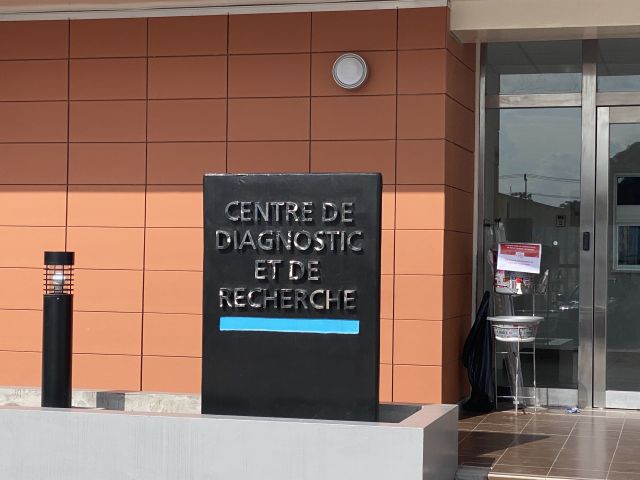 CENTRE DE
DIAGNOSTIC
ET DE
RECHERCHE